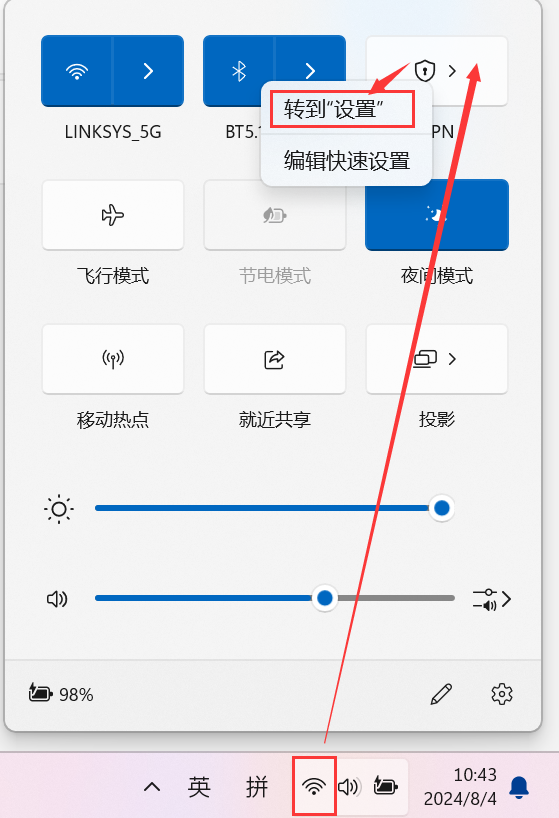 LINKSYS_5G
BT5.
PN
转到“设置”
编辑快速设置
飞行模式
节电模式
夜间模式
移动热点
就近共享
投影
98%
英
拼
10:43
2024/8/4